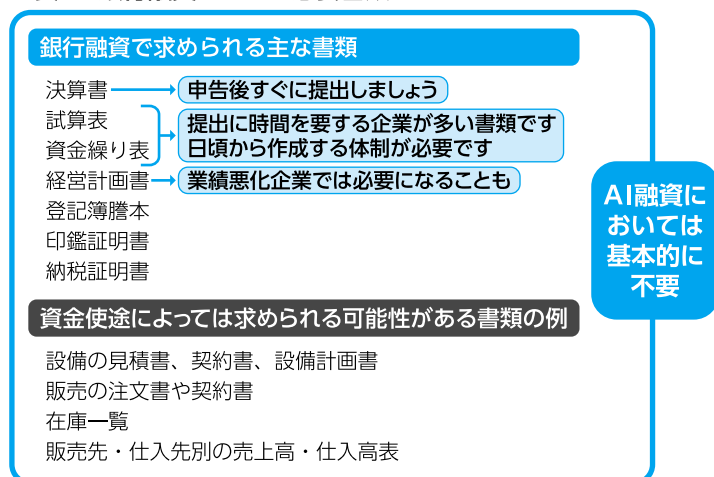 銀行融資で求められる主な書類
決算書
申告後すぐに提出しましょう
試算表
資金繰り表
提出に時間を要する企業が多い書類です
日頃から作成する体制が必要です
経営計画書
業績悪化企業では必要になることも
登記簿謄本
印鑑証明書
納税証明書
AI融資に
おいては
基本的に
不要
資金使途によっては求められる可能性がある書類の例
設備の見積書、契約書、設備計画書
販売の注文書や契約書
在庫一覧
販売先・仕入先別の売上高・仕入高表